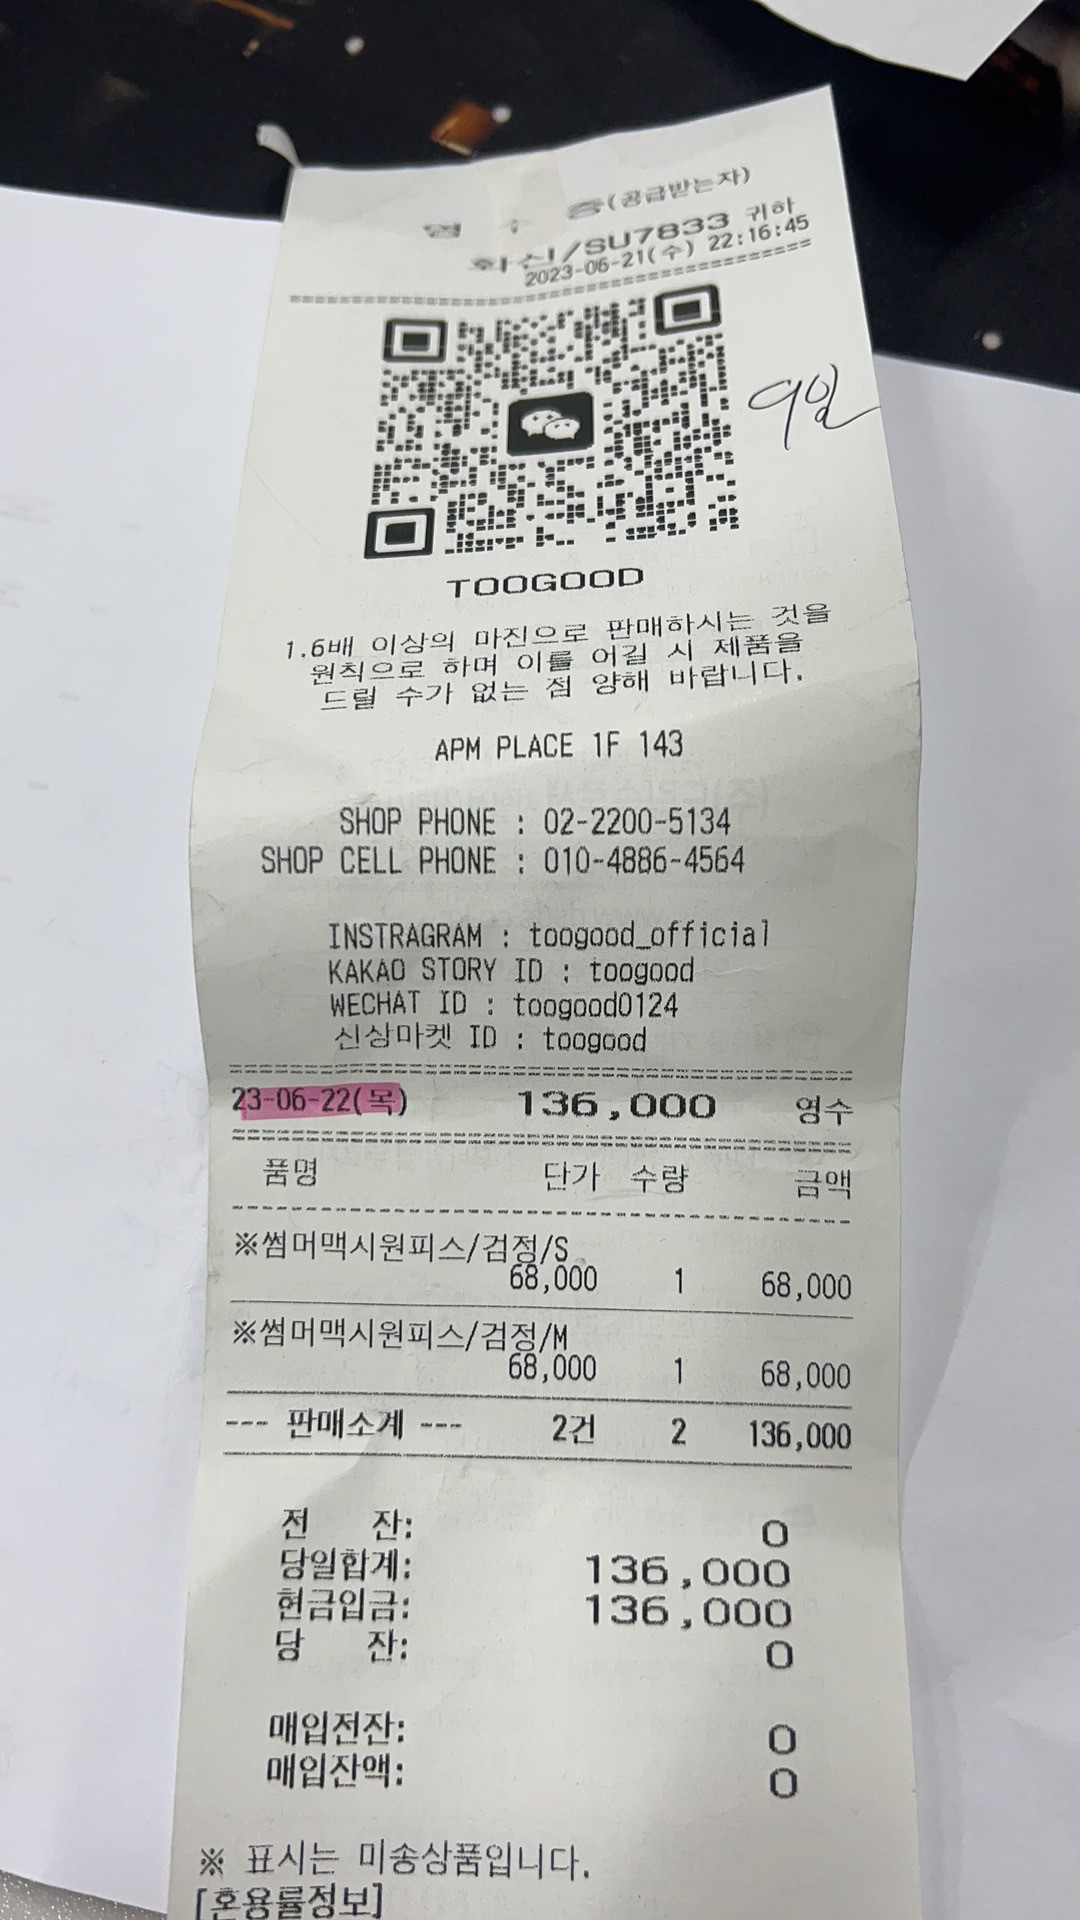 (공급받는자)
/SU7833 귀하
2023-06-21(수) 22:16:45
9일
TOOGOOD
1.6배 이상의 마진으로 판매하시는 것을
원칙으로 하며 이를 어길 시 제품을
드릴 수가 없는 점 양해 바랍니다.
APM PLACE 1F 143
SHOP PHONE : 02-2200-5134
SHOP CELL PHONE : 010-4886-4564
INSTRAGRAM : toogood_official
KAKAO STORY ID : toogood
WECHAT ID : toogood0124
신상마켓 ID : toogood
23-06-22(목) 136,000 영수
품명 단가 수량 금액
※썸머맥시원피스/검정/S
68,000 1 68,000
※썸머맥시원피스/검정/M
68,000 1 68,000
--- 판매소계 --- 2건 2 136,000
전 잔: 0
당일합계: 136,000
현금입금: 136,000
당 잔: 0
매입전잔: 0
매입잔액: 0
※ 표시는 미송상품입니다.
[혼용률정보]